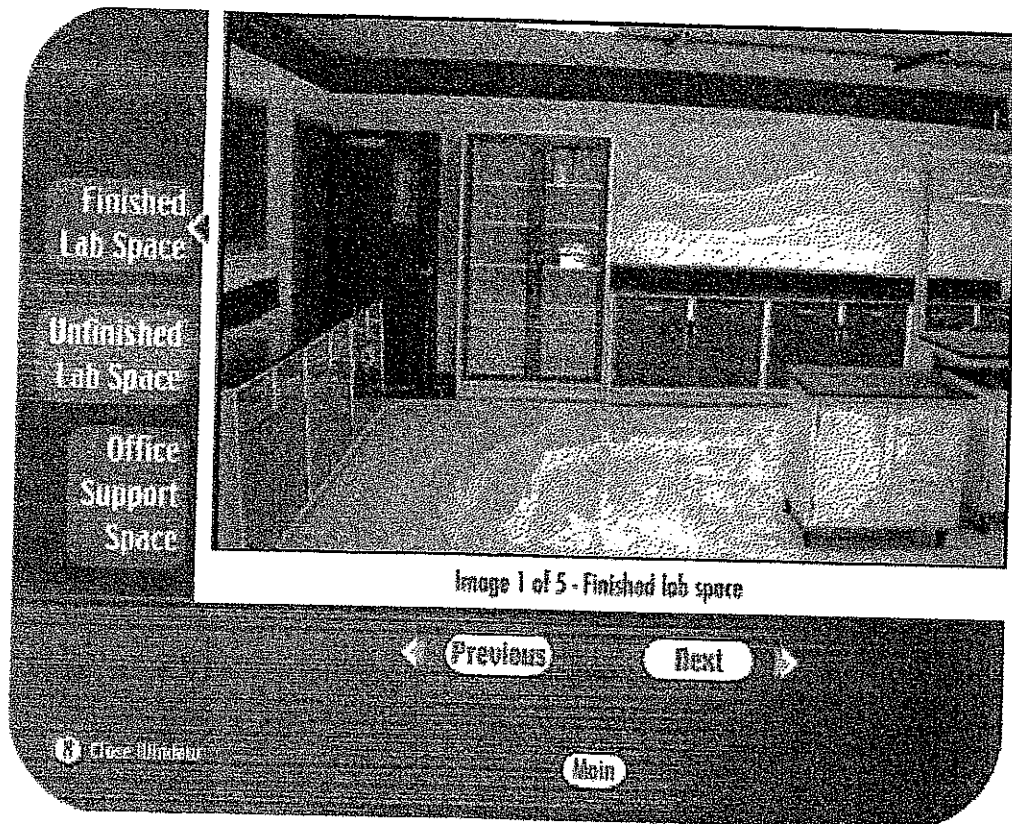 Finished
Lab Space
Unfinished
Lab Space
Office
Support
Space
Image 1 of 5 - Finished lab space
Previous
Next
Close Window
Main